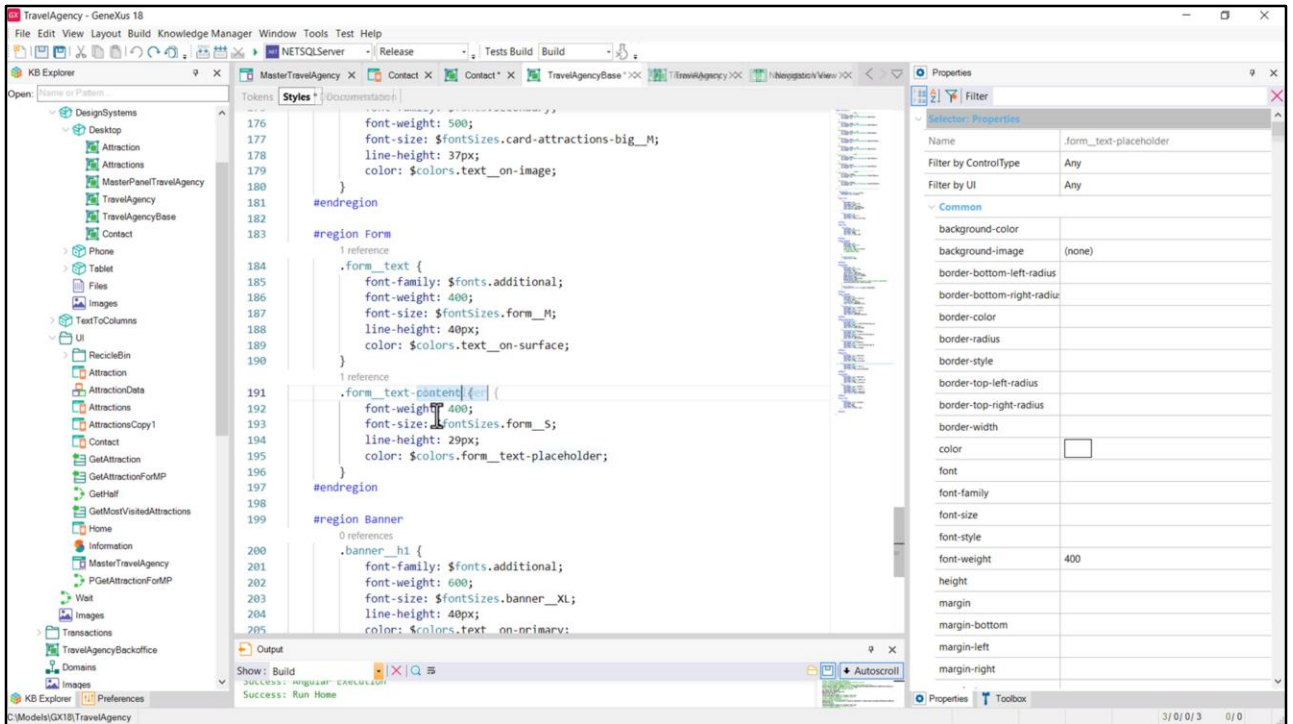 GX TravelAgency - GeneXus 18
File Edit View Layout Build Knowledge Manager Window Tools Test Help
NETSQLServer Release Tests Build Build
KB Explorer
Open: Name or Pattern...
DesignSystems
Desktop
Attraction
Attractions
MasterPanelTravelAgency
TravelAgency
TravelAgencyBase
Contact
Phone
Tablet
Files
Images
TextToColumns
UI
RecicleBin
Attraction
AttractionData
Attractions
AttractionsCopy1
Contact
GetAttraction
GetAttractionForMP
GetHalf
GetMostVisitedAttractions
Home
Information
MasterTravelAgency
PGetAttractionForMP
Wait
Images
Transactions
TravelAgencyBackoffice
Domains
Images
KB Explorer Preferences
MasterTravelAgency X Contact X Contact * X TravelAgencyBase * X
Tokens Styles * Documentation
176 font-weight: 500;
177 font-size: $fontSizes.card-attractions-big__M;
178 line-height: 37px;
179 color: $colors.text__on-image;
180 }
181 #endregion
182
183 #region Form
1 reference
184 .form__text {
185 font-family: $fonts.additional;
186 font-weight: 400;
187 font-size: $fontSizes.form__M;
188 line-height: 40px;
189 color: $colors.text__on-surface;
190 }
1 reference
191 .form__text-content {
192 font-weight: 400;
193 font-size: $fontSizes.form__S;
194 line-height: 29px;
195 color: $colors.form__text-placeholder;
196 }
197 #endregion
198
199 #region Banner
0 references
200 .banner__h1 {
201 font-family: $fonts.additional;
202 font-weight: 600;
203 font-size: $fontSizes.banner__XL;
204 line-height: 40px;
205 color: $colors.text__on-primary;
Output
Show: Build Autoscroll
Success: Angular Execution
Success: Run Home
Properties
Filter
Selector: Properties
Name .form__text-placeholder
Filter by ControlType Any
Filter by UI Any
Common
background-color
background-image (none)
border-bottom-left-radius
border-bottom-right-radiu
border-color
border-radius
border-style
border-top-left-radius
border-top-right-radius
border-width
color
font
font-family
font-size
font-style
font-weight 400
height
margin
margin-bottom
margin-left
margin-right
Properties Toolbox
C:\Models\GX18\TravelAgency
3/0/0/3 0/0